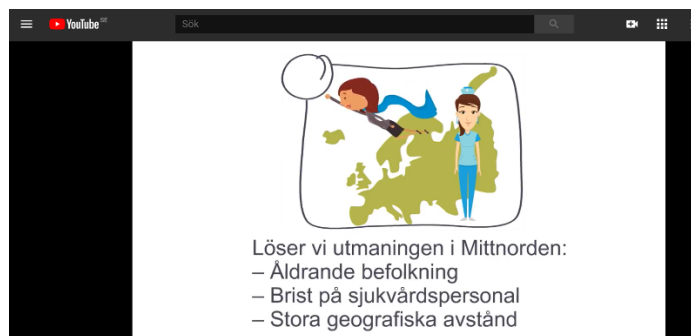 YouTube SE
Sök
Löser vi utmaningen i Mittnorden:
– Åldrande befolkning
– Brist på sjukvårdspersonal
– Stora geografiska avstånd